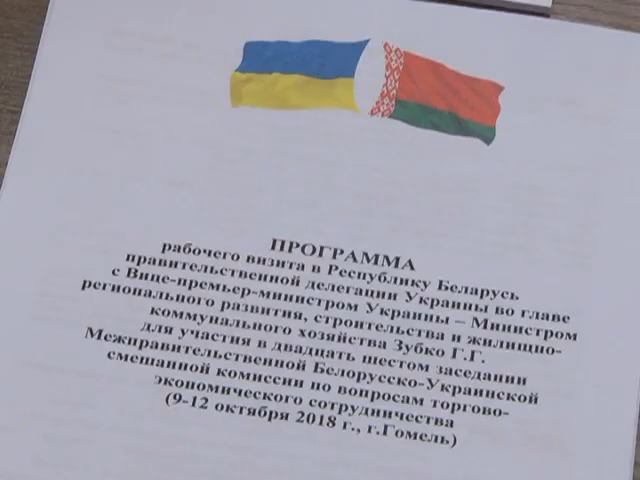 ПРОГРАММА
рабочего визита в Республику Беларусь
правительственной делегации Украины во главе
с Вице-премьер-министром Украины – Министром
регионального развития, строительства и жилищно-
коммунального хозяйства Зубко Г.Г.
для участия в двадцать шестом заседании
Межправительственной Белорусско-Украинской
смешанной комиссии по вопросам торгово-
экономического сотрудничества
(9-12 октября 2018 г., г.Гомель)